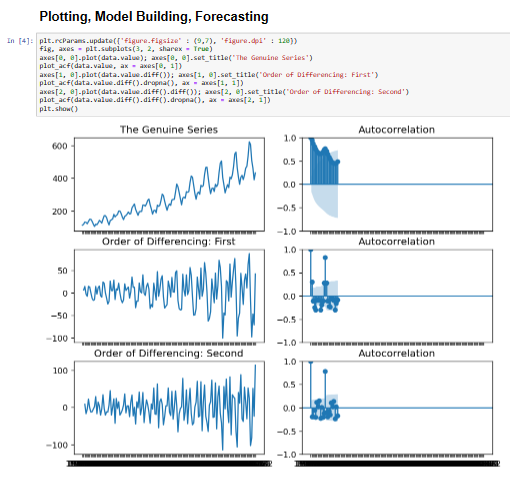 Plotting, Model Building, Forecasting
In [4]: plt.rcParams.update({'figure.figsize' : (9,7), 'figure.dpi' : 120})
fig, axes = plt.subplots(3, 2, sharex = True)
axes[0, 0].plot(data.value); axes[0, 0].set_title('The Genuine Series')
plot_acf(data.value, ax = axes[0, 1])
axes[1, 0].plot(data.value.diff()); axes[1, 0].set_title('Order of Differencing: First')
plot_acf(data.value.diff().dropna(), ax = axes[1, 1])
axes[2, 0].plot(data.value.diff().diff()); axes[2, 0].set_title('Order of Differencing: Second')
plot_acf(data.value.diff().diff().dropna(), ax = axes[2, 1])
plt.show()
The Genuine Series
Autocorrelation
600
400
200
1.0
0.5
0.0
−0.5
−1.0
Order of Differencing: First
Autocorrelation
50
0
−50
−100
1.0
0.5
0.0
−0.5
−1.0
Order of Differencing: Second
Autocorrelation
100
0
−100
1.0
0.5
0.0
−0.5
−1.0